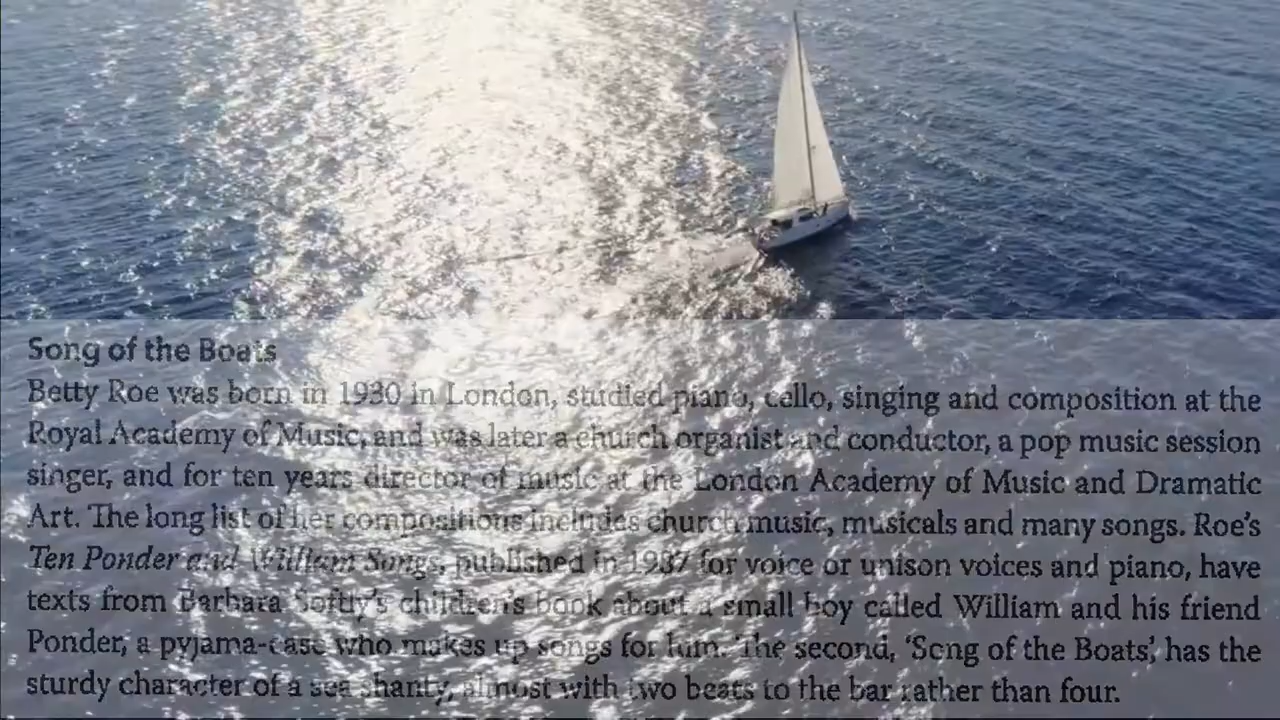 Song of the Boats
Betty Roe was born in 1930 in London, studied piano, cello, singing and composition at the
Royal Academy of Music, and was later a church organist and conductor, a pop music session
singer, and for ten years director of music at the London Academy of Music and Dramatic
Art. The long list of her compositions includes church music, musicals and many songs. Roe's
Ten Ponder and William Songs, published in 1987 for voice or unison voices and piano, have
texts from Barbara Softly's children's book about a small boy called William and his friend
Ponder, a pyjama-case who makes up songs for him. The second, ‘Song of the Boats’, has the
sturdy character of a sea shanty, almost with two beats to the bar rather than four.